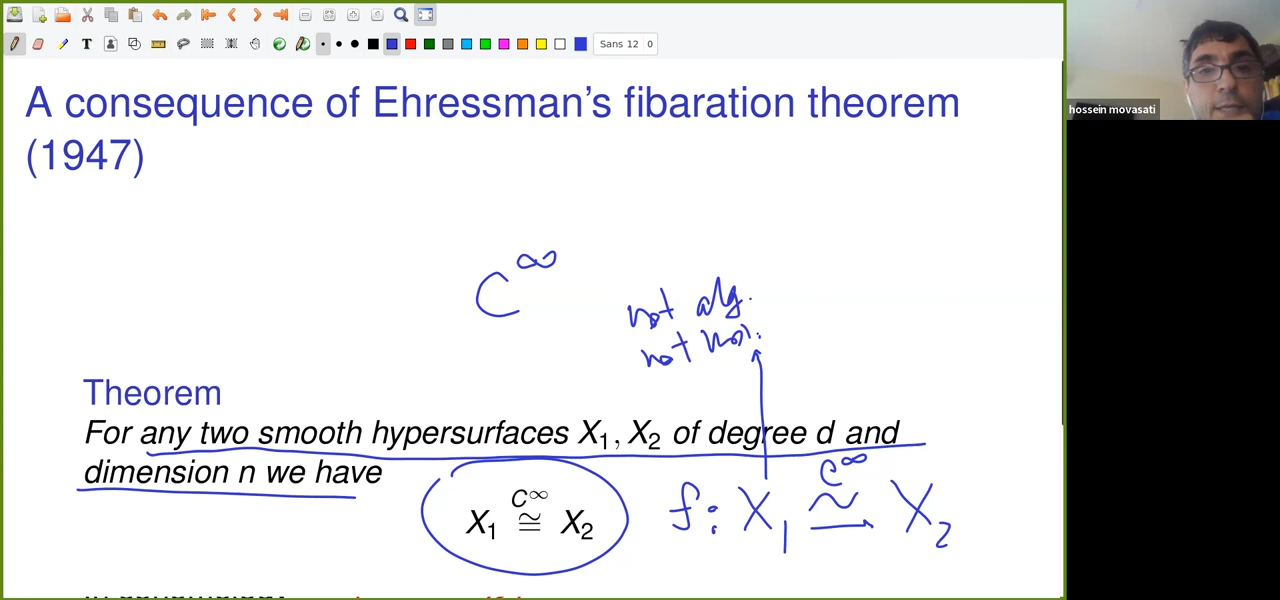 Sans 12 0
hossein movasati
A consequence of Ehressman's fibaration theorem
(1947)
C^∞
not alg.
not hol.
Theorem
For any two smooth hypersurfaces X₁, X₂ of degree d and
dimension n we have
C^∞
X₁ ≅ X₂
C^∞
f: X₁ ⥲ X₂